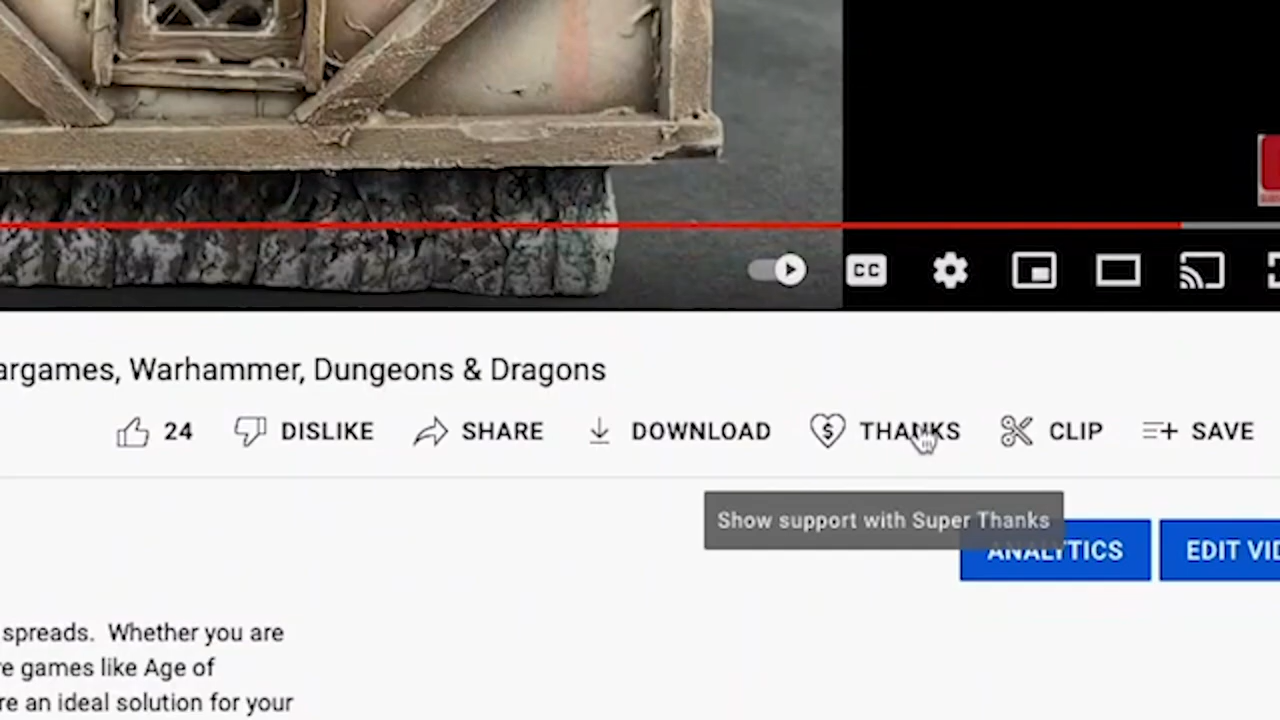 CC
argames, Warhammer, Dungeons & Dragons
24 DISLIKE SHARE DOWNLOAD THANKS CLIP SAVE
Show support with Super Thanks
ANALYTICS EDIT VID
spreads. Whether you are
re games like Age of
re an ideal solution for your